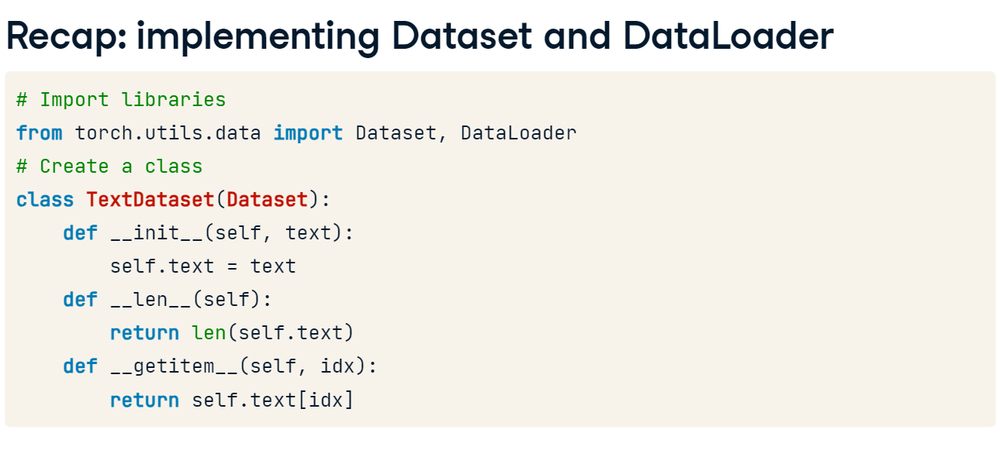 Recap: implementing Dataset and DataLoader
# Import libraries
from torch.utils.data import Dataset, DataLoader
# Create a class
class TextDataset(Dataset):
    def __init__(self, text):
        self.text = text
    def __len__(self):
        return len(self.text)
    def __getitem__(self, idx):
        return self.text[idx]